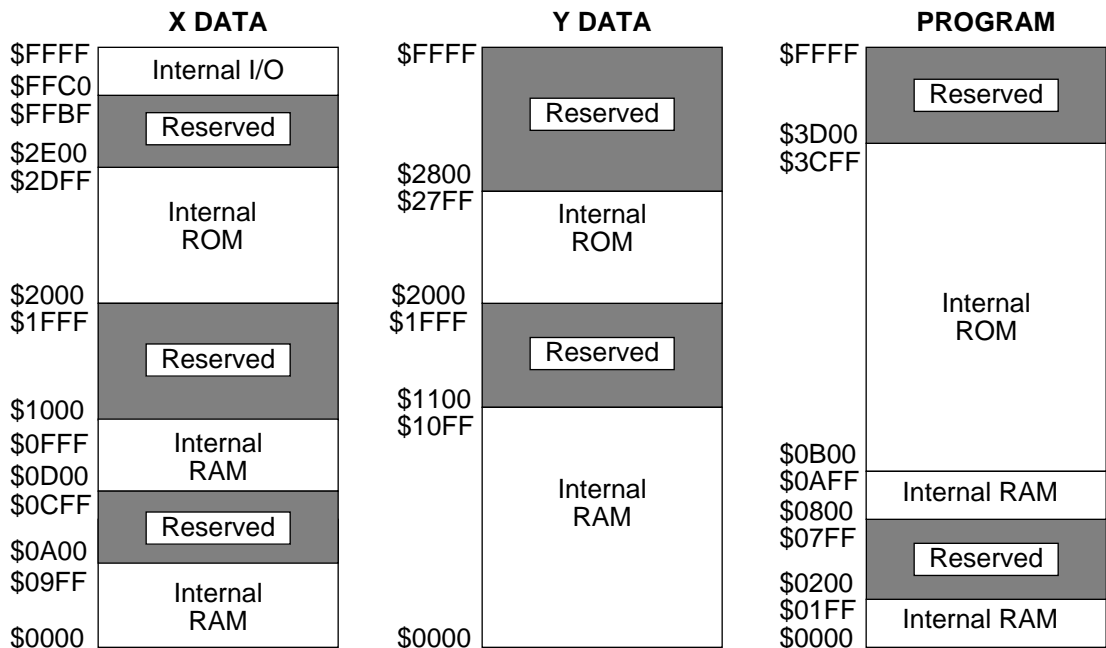 X DATA
$FFFF
Internal I/O
$FFC0
$FFBF
Reserved
$2E00
$2DFF
Internal
ROM
$2000
$1FFF
Reserved
$1000
$0FFF
Internal
RAM
$0D00
$0CFF
Reserved
$0A00
$09FF
Internal
RAM
$0000
Y DATA
$FFFF
Reserved
$2800
$27FF
Internal
ROM
$2000
$1FFF
Reserved
$1100
$10FF
Internal
RAM
$0000
PROGRAM
$FFFF
Reserved
$3D00
$3CFF
Internal
ROM
$0B00
$0AFF
Internal RAM
$0800
$07FF
Reserved
$0200
$01FF
Internal RAM
$0000